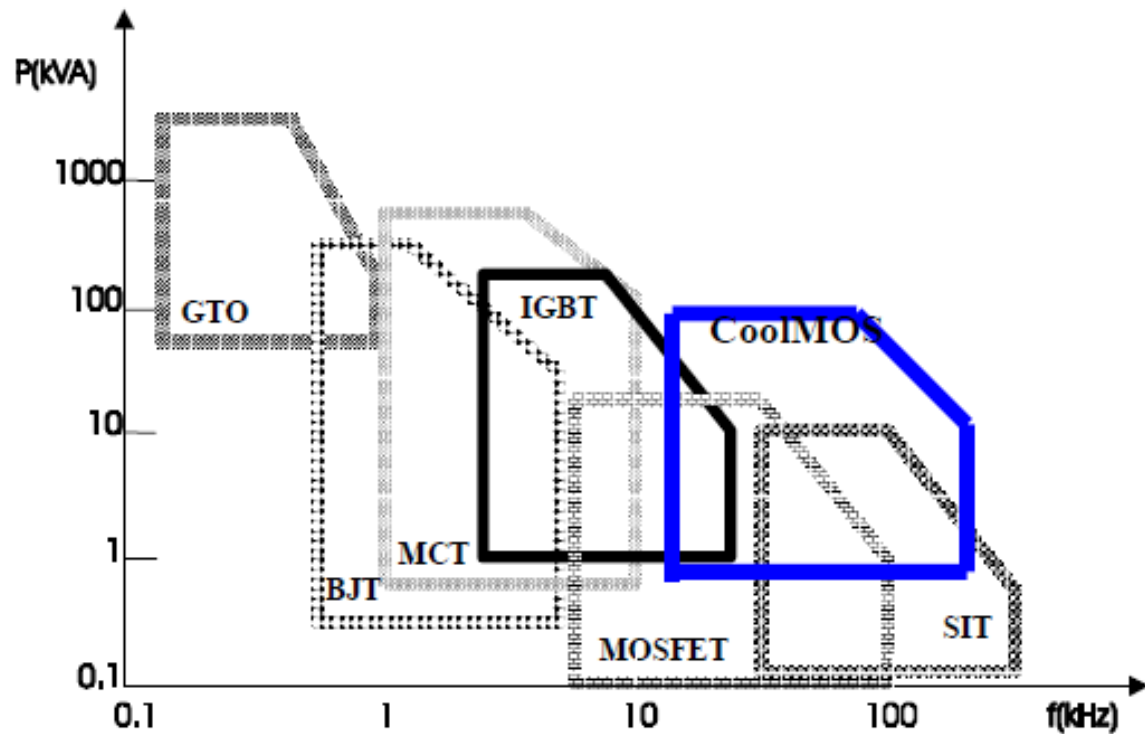 P(kVA)
1000
GTO
100
IGBT
CoolMOS
10
1
MCT
BJT
MOSFET
SIT
0.1
0.1
1
10
100
f(kHz)